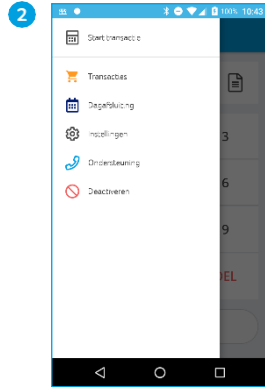 2
100% 10:43
Start transactie
Transacties
3
Dagafsluiting
Instellingen
6
Ondersteuning
Deactiveren
9
DEL